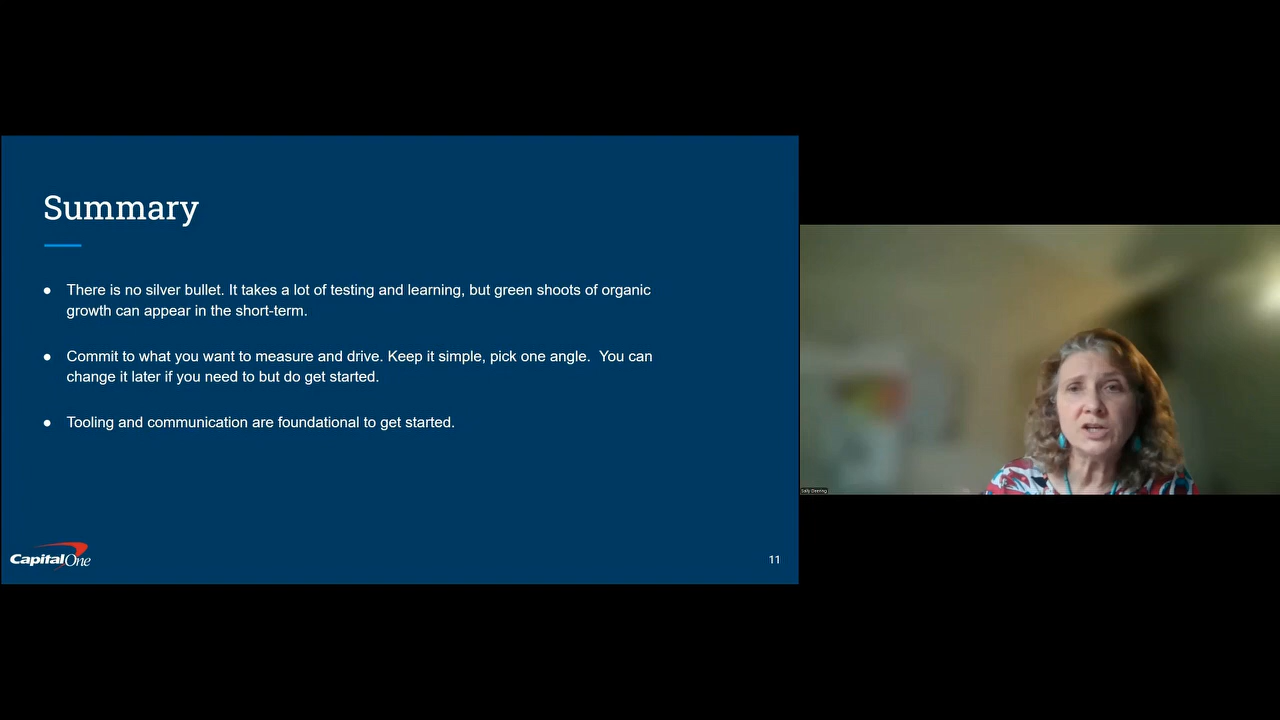 Summary
● There is no silver bullet. It takes a lot of testing and learning, but green shoots of organic
growth can appear in the short-term.
● Commit to what you want to measure and drive. Keep it simple, pick one angle.  You can
change it later if you need to but do get started.
● Tooling and communication are foundational to get started.
CapitalOne
11